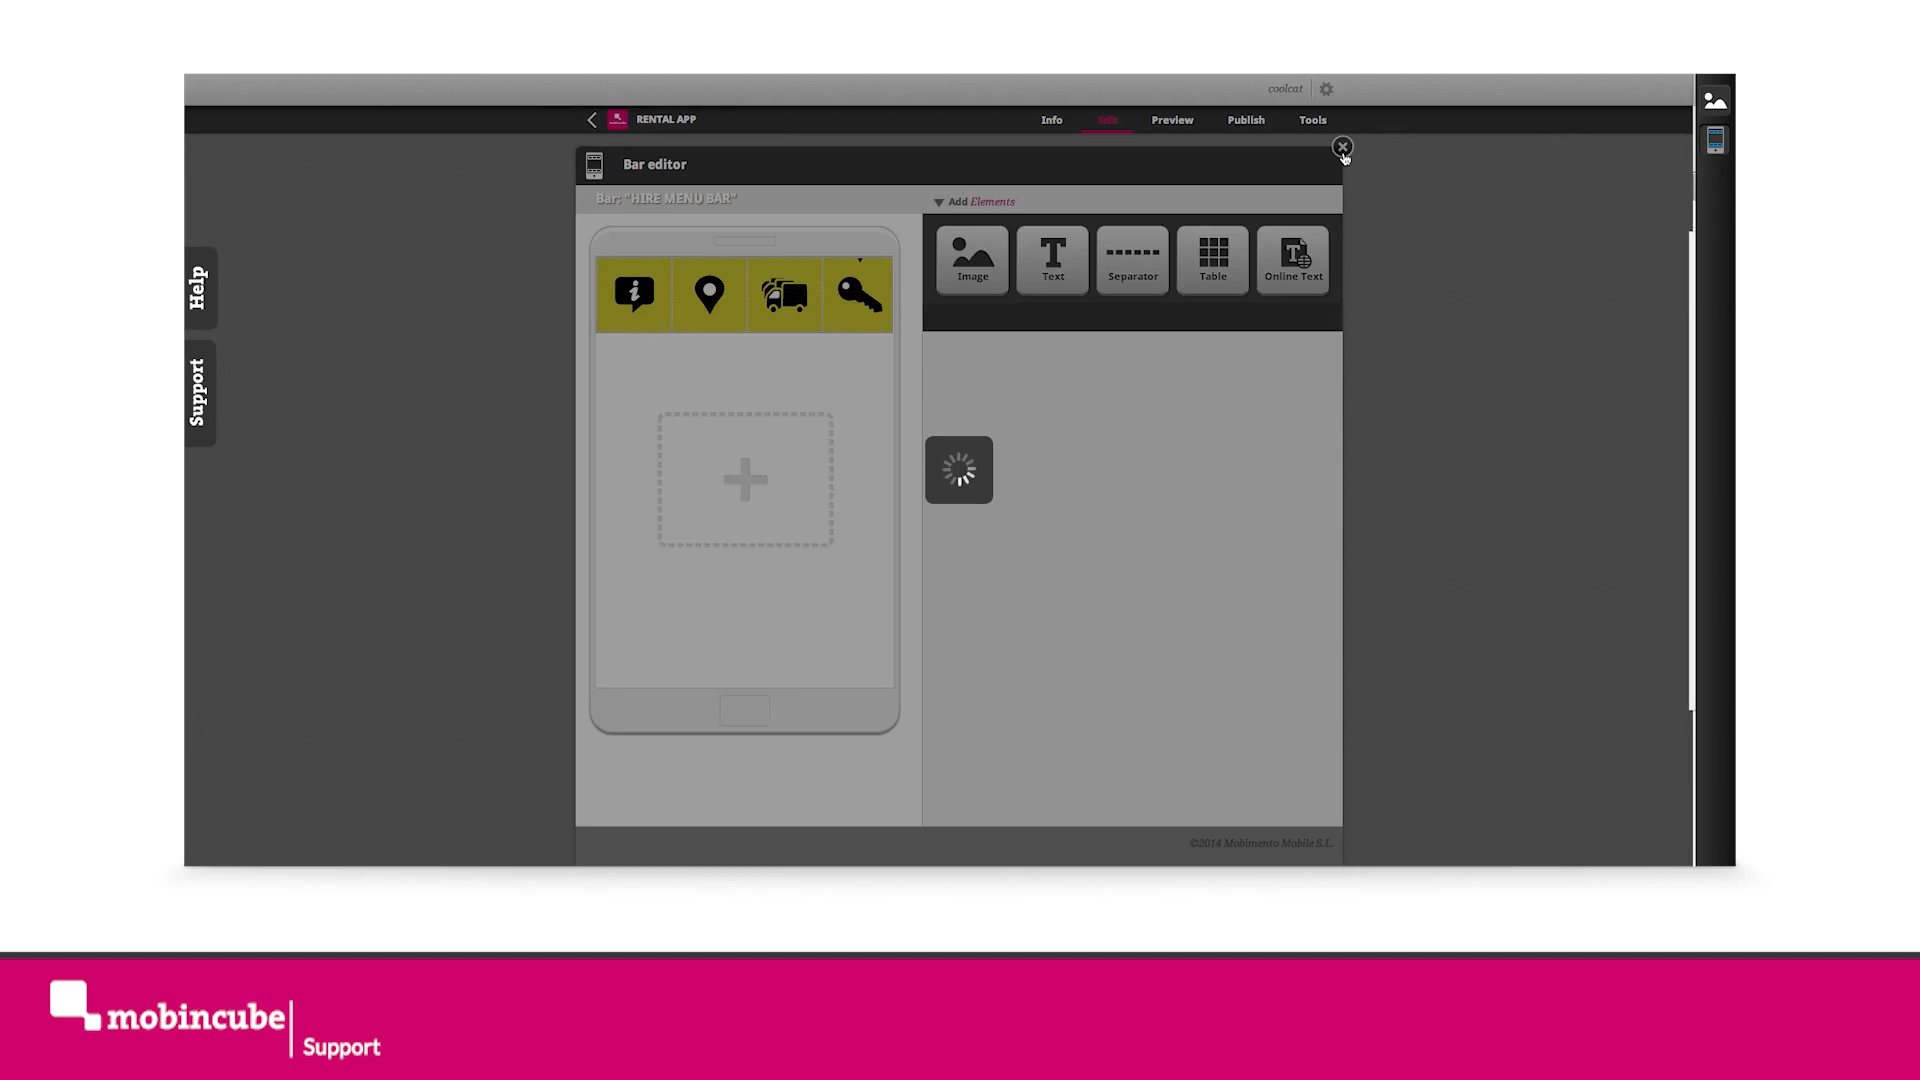 coolcat
RENTAL APP
Info
Edit
Preview
Publish
Tools
Bar editor
Bar: "HIRE MENU BAR"
Add Elements
Image
Text
Separator
Table
Online Text
Help
Support
©2014 Mobimento Mobile S.L.
mobincube
Support